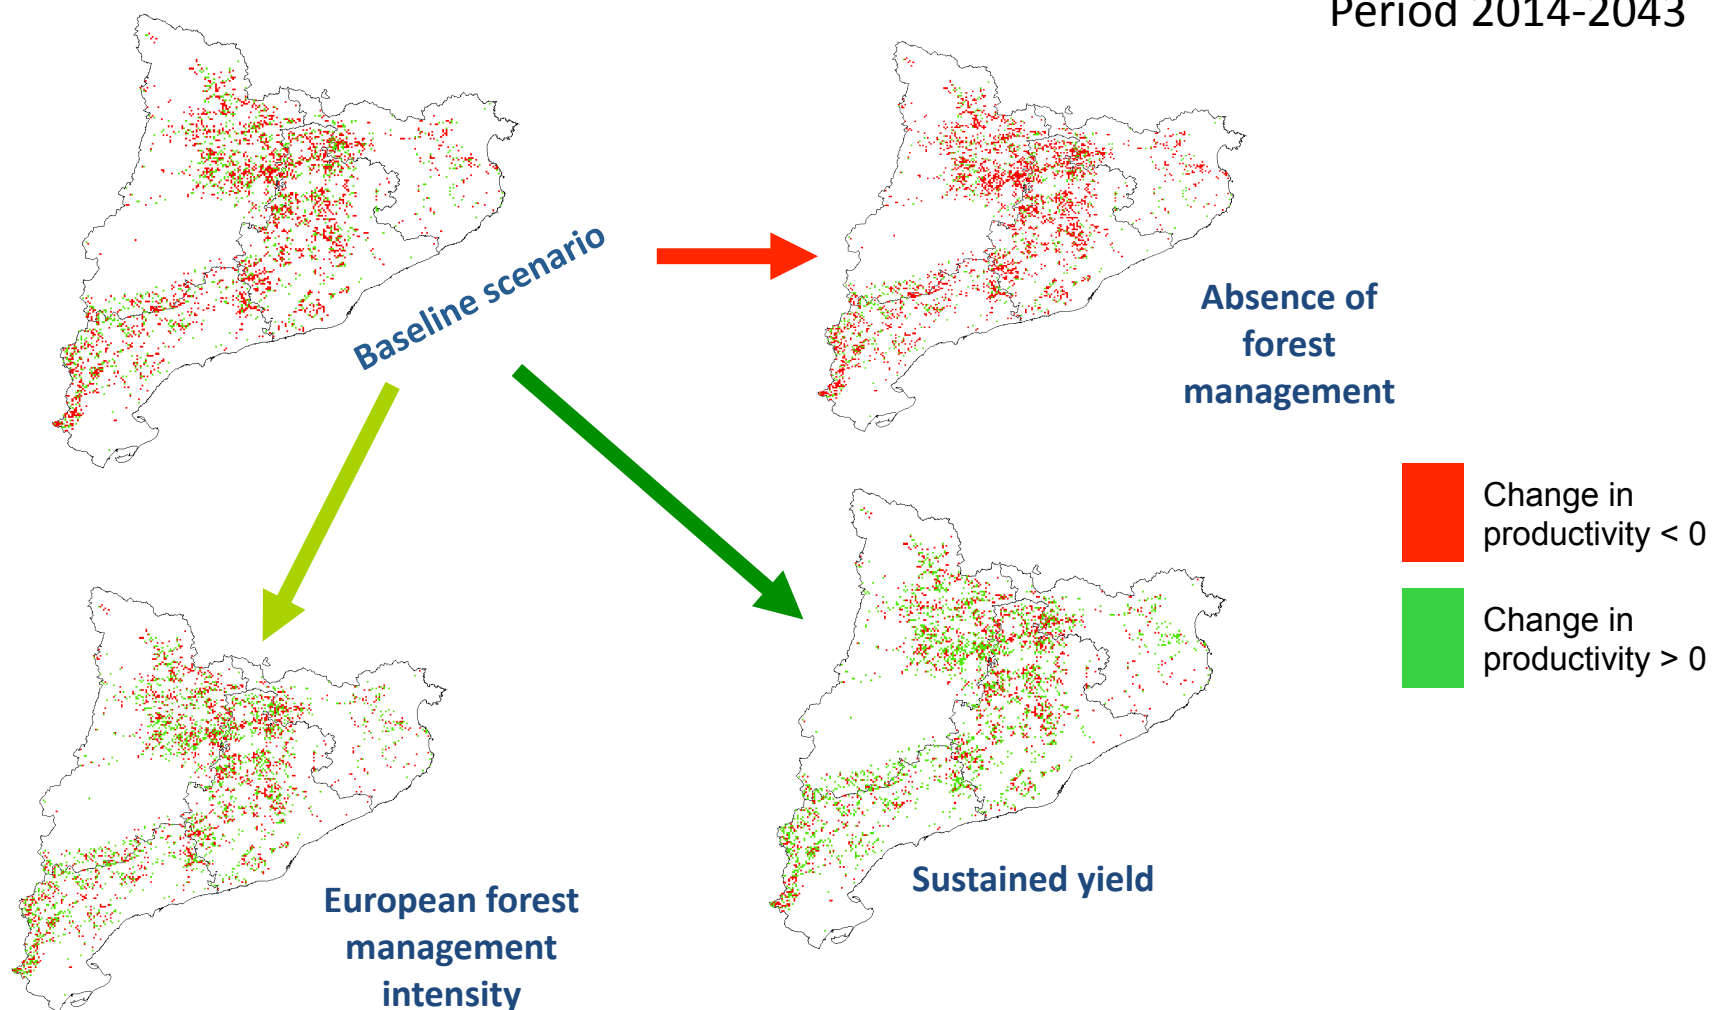 Period 2014-2043
Baseline scenario
Absence of
forest
management
Change in
productivity < 0
Change in
productivity > 0
Sustained yield
European forest
management
intensity